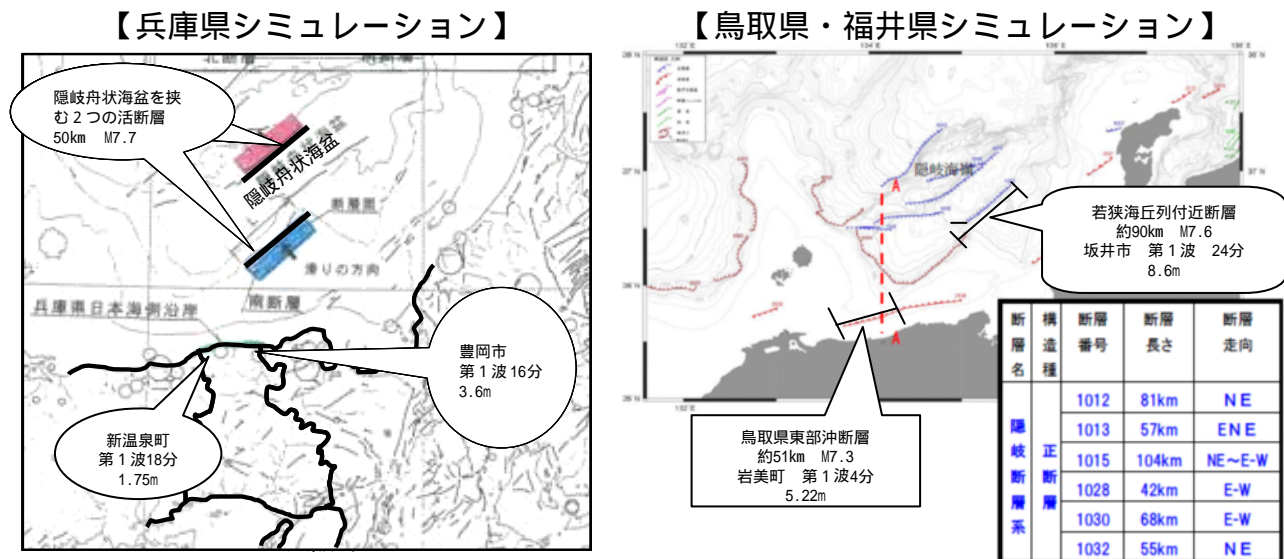 【兵庫県シミュレーション】
隠岐舟状海盆を挟
む２つの活断層
50km M7.7
隠岐舟状海盆
断層面
滑りの方向
南断層
兵庫県日本海側沿岸
豊岡市
第１波16分
3.6m
新温泉町
第１波18分
1.75m
【鳥取県・福井県シミュレーション】
132°E
134°E
136°E
38°N
37°N
36°N
35°N
隠岐海嶺
A
A
若狭海丘列付近断層
約90km M7.6
坂井市 第１波 24分
8.6m
鳥取県東部沖断層
約51km M7.3
岩美町 第１波4分
5.22m
断層名 構造種 断層番号 断層長さ 断層走向
隠岐断層系 正断層
1012 81km NE
1013 57km ENE
1015 104km NE～E-W
1028 42km E-W
1030 68km E-W
1032 55km NE